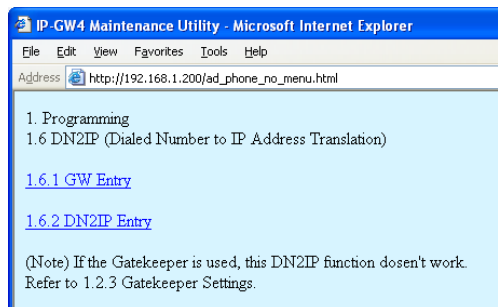 IP-GW4 Maintenance Utility - Microsoft Internet Explorer
File Edit View Favorites Tools Help
Address http://192.168.1.200/ad_phone_no_menu.html
1. Programming
1.6 DN2IP (Dialed Number to IP Address Translation)
1.6.1 GW Entry
1.6.2 DN2IP Entry
(Note) If the Gatekeeper is used, this DN2IP function dosen't work.
Refer to 1.2.3 Gatekeeper Settings.